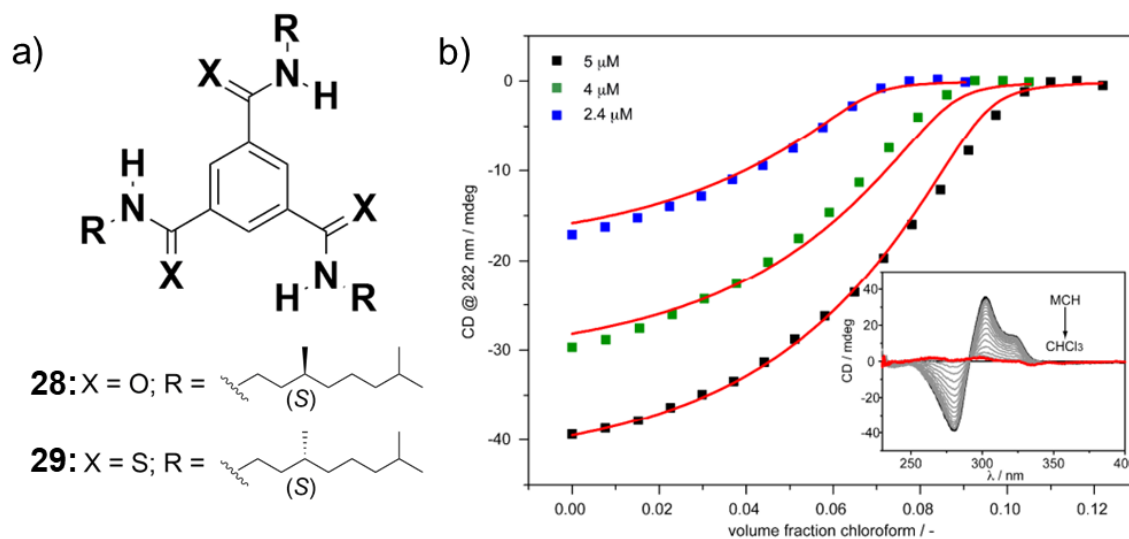 a)
R
X N H
H
N X
R
X N
H R
28: X = O; R =
(S)
29: X = S; R =
(S)
b)
5 μM
4 μM
2.4 μM
CD @ 282 nm / mdeg
0
-10
-20
-30
-40
0.00 0.02 0.04 0.06 0.08 0.10 0.12
volume fraction chloroform / -
CD / mdeg
40
20
0
-20
-40
250 300 350 40
λ / nm
MCH
CHCl3